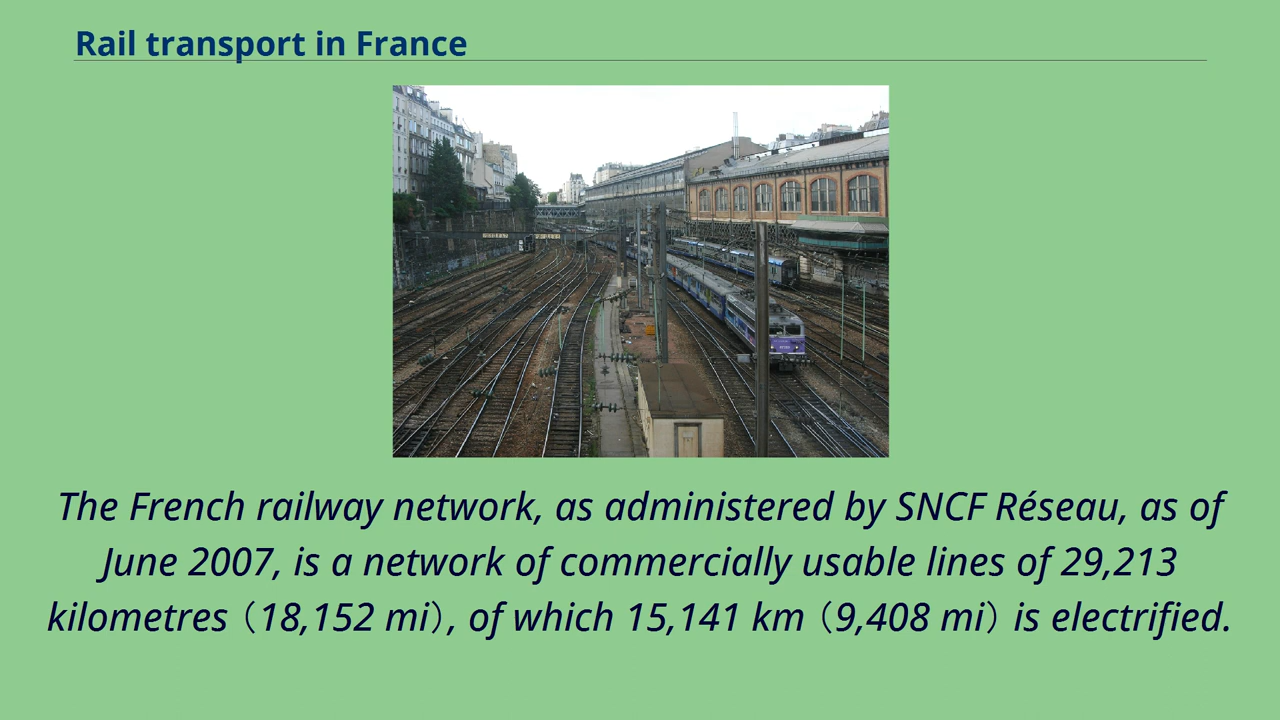 Rail transport in France
The French railway network, as administered by SNCF Réseau, as of
June 2007, is a network of commercially usable lines of 29,213
kilometres (18,152 mi), of which 15,141 km (9,408 mi) is electrified.